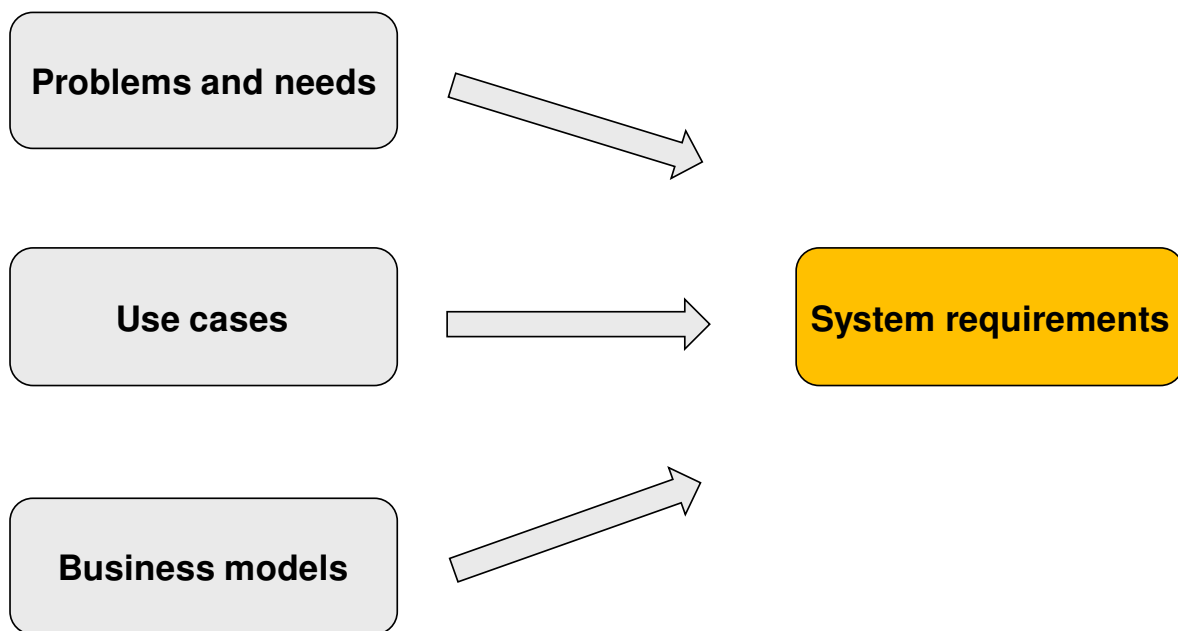 Problems and needs
Use cases
System requirements
Business models